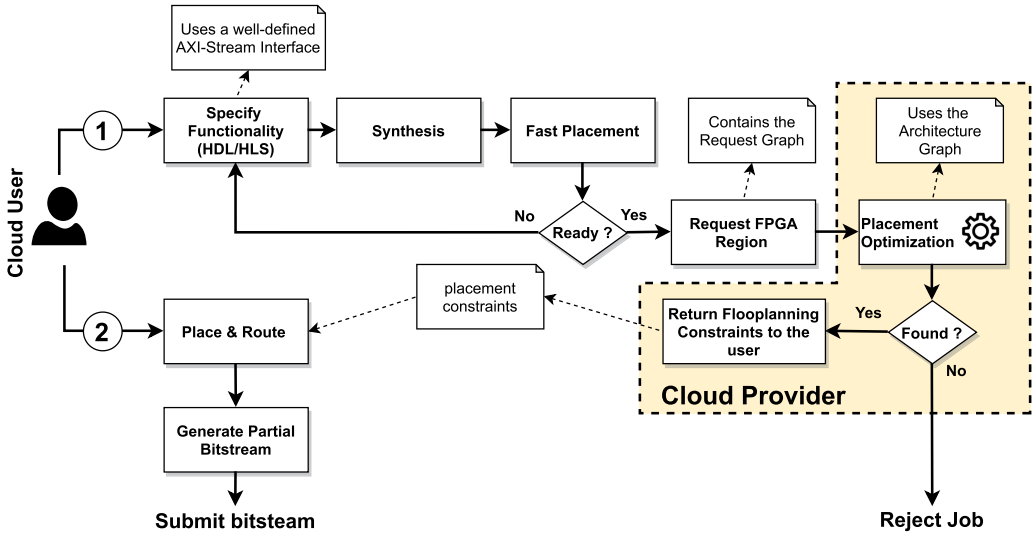 Uses a well-defined
AXI-Stream Interface
Cloud User
1
Specify
Functionality
(HDL/HLS)
Synthesis
Fast Placement
Contains the
Request Graph
Uses the
Architecture
Graph
No
Ready ?
Yes
Request FPGA
Region
Placement
Optimization
2
Place & Route
placement
constraints
Return Flooplanning
Constraints to the
user
Yes
Found ?
No
Cloud Provider
Generate Partial
Bitstream
Submit bitsteam
Reject Job